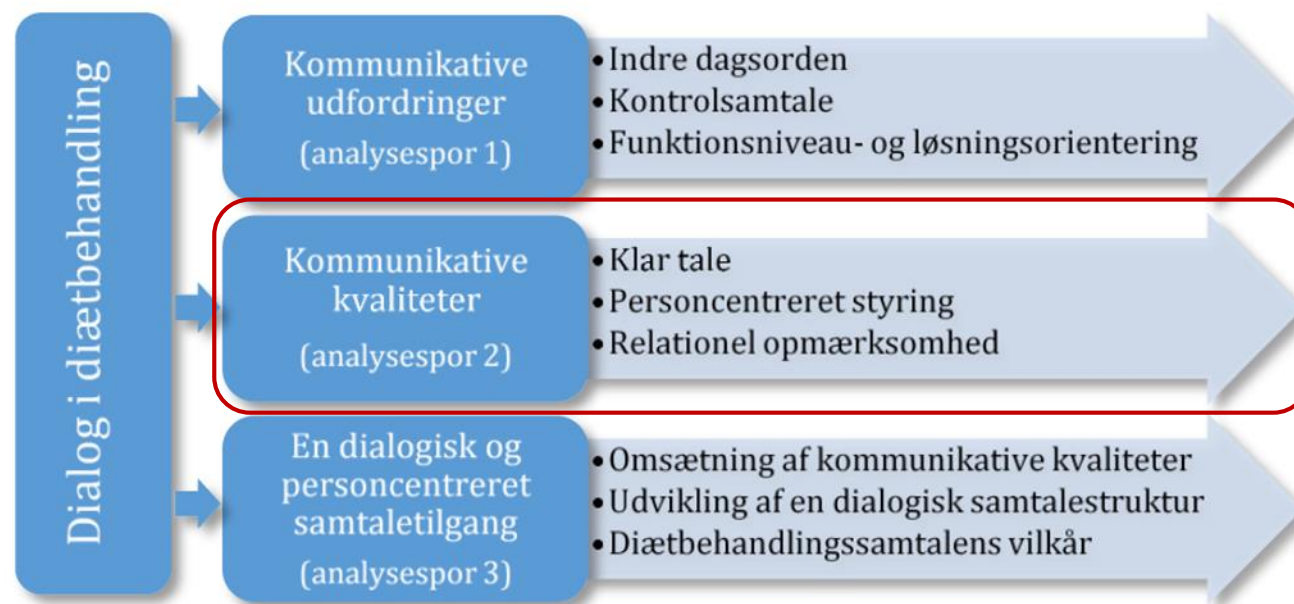 Dialog i diætbehandling
Kommunikative
udfordringer
(analysespor 1)
•Indre dagsorden
•Kontrolsamtale
•Funktionsniveau- og løsningsorientering
Kommunikative
kvaliteter
(analysespor 2)
•Klar tale
•Personcentreret styring
•Relationel opmærksomhed
En dialogisk og
personcentreret
samtaletilgang
(analysespor 3)
•Omsætning af kommunikative kvaliteter
•Udvikling af en dialogisk samtalestruktur
•Diætbehandlingssamtalens vilkår